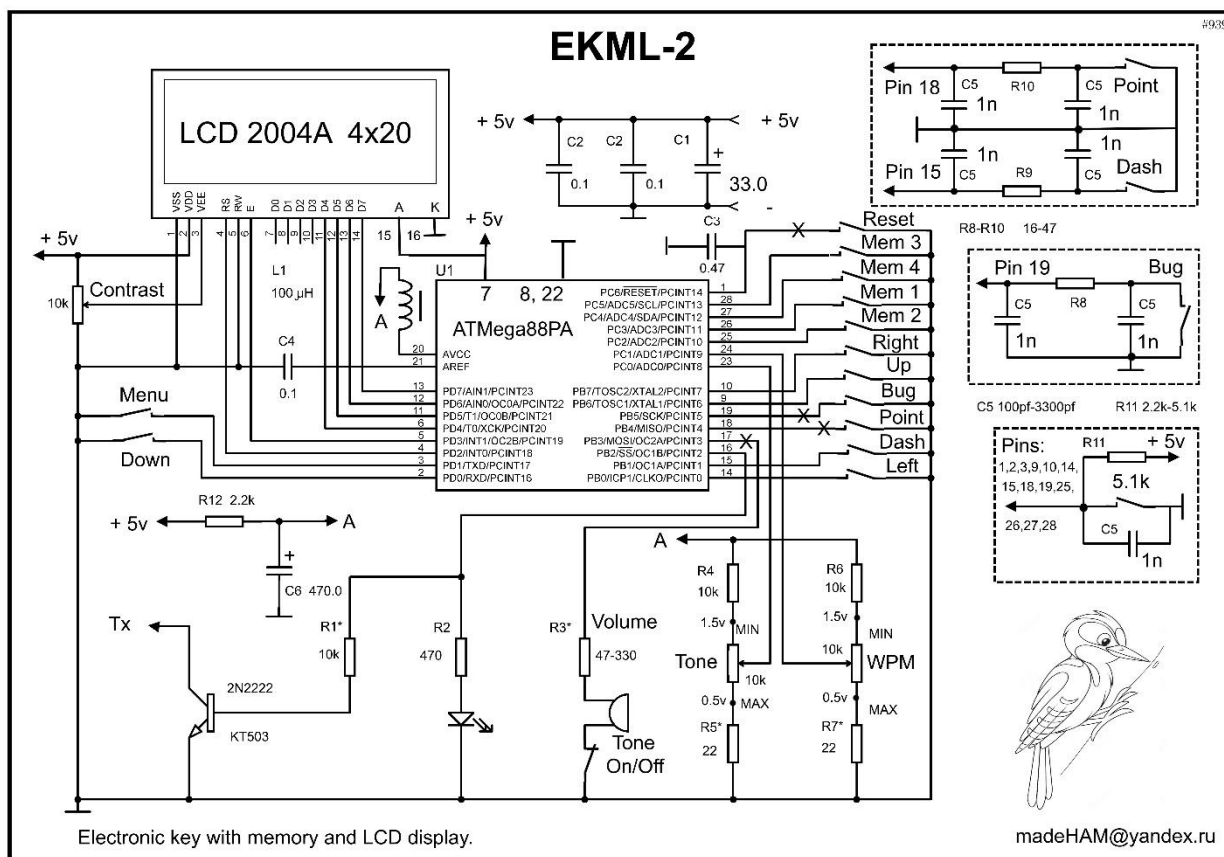 #939
EKML-2
LCD 2004A 4x20
VSS VDD VEE RS RW E D0 D1 D2 D3 D4 D5 D6 D7 A K
1 2 3 4 5 6 7 8 9 10 11 12 13 14 15 16
+ 5v
10k
Contrast
L1
100 µH
A
C4
0.1
Menu
Down
+ 5v
+ 5v
C2
0.1
C2
0.1
C1
+
33.0
-
C3
0.47
U1
7
8, 22
ATMega88PA
20 AVCC
21 AREF
13 PD7/AIN1/PCINT23
12 PD6/AIN0/OC0A/PCINT22
11 PD5/T1/OC0B/PCINT21
6 PD4/T0/XCK/PCINT20
5 PD3/INT1/OC2B/PCINT19
4 PD2/INT0/PCINT18
3 PD1/TXD/PCINT17
2 PD0/RXD/PCINT16
PC6/RESET/PCINT14 1
PC5/ADC5/SCL/PCINT13 28
PC4/ADC4/SDA/PCINT12 27
PC3/ADC3/PCINT11 26
PC2/ADC2/PCINT10 25
PC1/ADC1/PCINT9 24
PC0/ADC0/PCINT8 23
PB7/TOSC2/XTAL2/PCINT7 10
PB6/TOSC1/XTAL1/PCINT6 9
PB5/SCK/PCINT5 19
PB4/MISO/PCINT4 18
PB3/MOSI/OC2A/PCINT3 17
PB2/SS/OC1B/PCINT2 16
PB1/OC1A/PCINT1 15
PB0/ICP1/CLKO/PCINT0 14
X
X
X
X
Reset
Mem 3
Mem 4
Mem 1
Mem 2
Right
Up
Bug
Point
Dash
Left
Pin 18
C5
1n
R10
C5
1n
Point
Pin 15
1n
C5
R9
1n
C5
Dash
R8-R10 16-47
Pin 19
Bug
C5
1n
R8
C5
1n
C5 100pf-3300pf R11 2.2k-5.1k
Pins:
1,2,3,9,10,14,
15,18,19,25,
26,27,28
R11
+ 5v
5.1k
C5
1n
R12 2.2k
+ 5v
A
+
C6 470.0
Tx
R1*
10k
2N2222
KT503
R2
470
R3*
Volume
47-330
Tone
On/Off
A
R4
10k
1.5v
MIN
Tone
10k
0.5v
MAX
R5*
22
R6
10k
1.5v
MIN
10k
WPM
0.5v
MAX
R7*
22
Electronic key with memory and LCD display.
madeHAM@yandex.ru